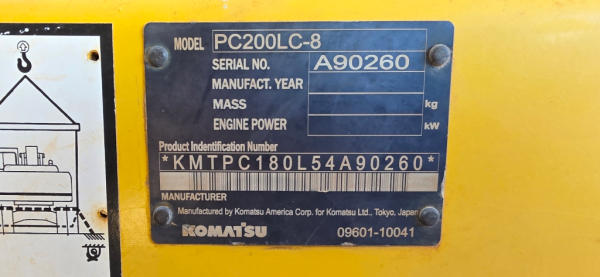 MODEL PC200LC-8
SERIAL NO. A90260
MANUFACT. YEAR
MASS kg
ENGINE POWER kW
Product Indentification Number
*KMTPC180L54A90260*
MANUFACTURER
Manufactured by Komatsu America Corp. for Komatsu Ltd., Tokyo, Japan
KOMATSU 09601-10041